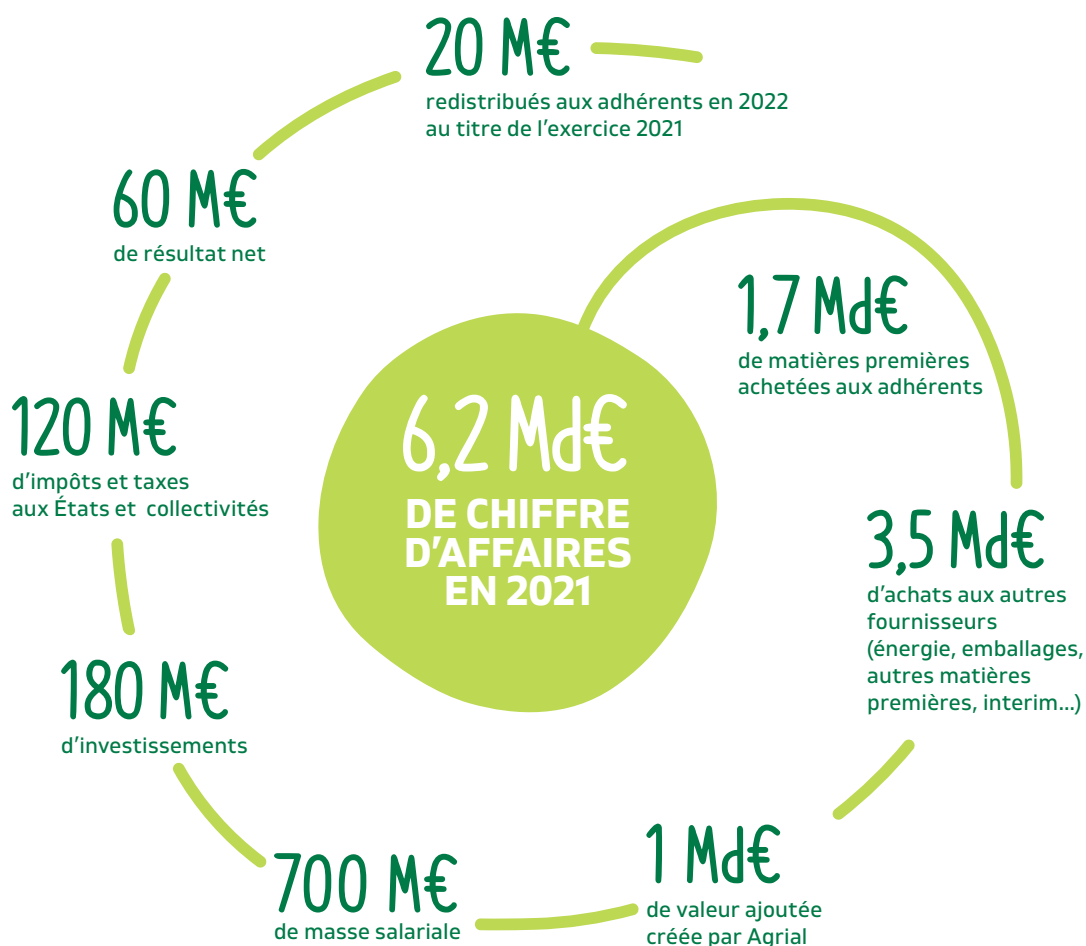 20 M€
redistribués aux adhérents en 2022
au titre de l'exercice 2021
60 M€
de résultat net
1,7 Md€
de matières premières
achetées aux adhérents
6,2 Md€
DE CHIFFRE
D'AFFAIRES
EN 2021
120 M€
d'impôts et taxes
aux États et collectivités
3,5 Md€
d'achats aux autres
fournisseurs
(énergie, emballages,
autres matières
premières, interim...)
180 M€
d'investissements
1 Md€
de valeur ajoutée
créée par Agrial
700 M€
de masse salariale